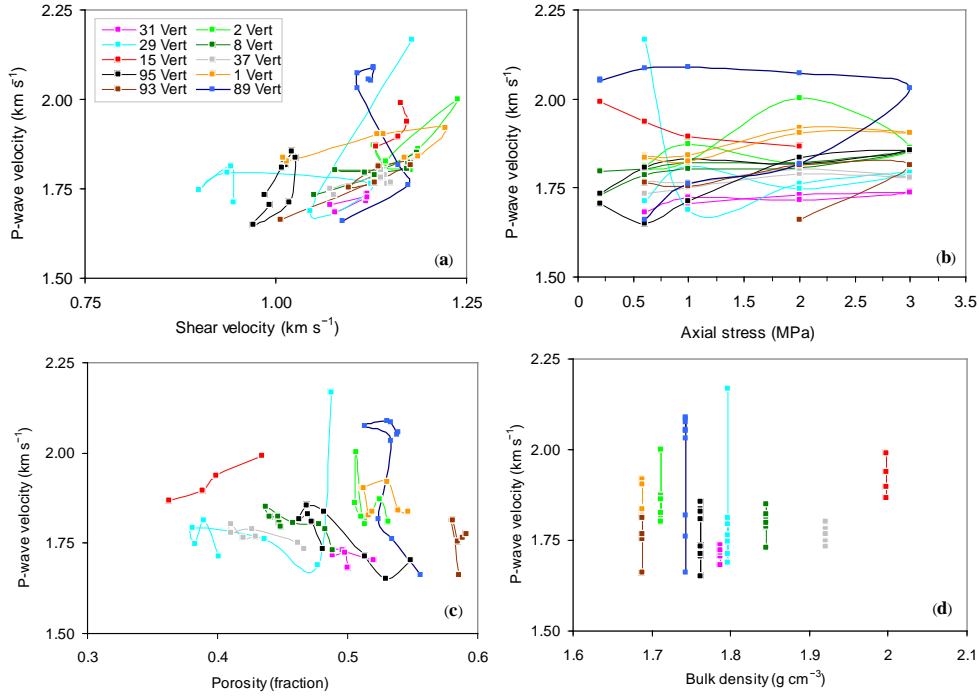 31 Vert
2 Vert
29 Vert
8 Vert
15 Vert
37 Vert
95 Vert
1 Vert
93 Vert
89 Vert
2.25
2.00
1.75
1.50
P-wave velocity (km s⁻¹)
0.75
1.00
1.25
Shear velocity (km s⁻¹)
(a)
2.25
2.00
1.75
1.50
P-wave velocity (km s⁻¹)
0
0.5
1
1.5
2
2.5
3
3.5
Axial stress (MPa)
(b)
2.25
2.00
1.75
1.50
P-wave velocity (km s⁻¹)
0.3
0.4
0.5
0.6
Porosity (fraction)
(c)
2.25
2.00
1.75
1.50
P-wave velocity (km s⁻¹)
1.6
1.7
1.8
1.9
2
2.1
Bulk density (g cm⁻³)
(d)